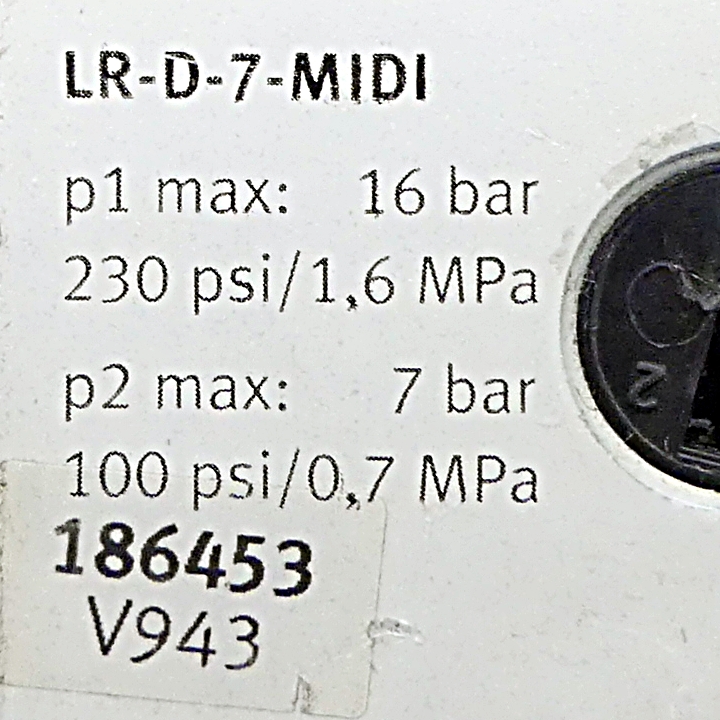 LR-D-7-MIDI
p1 max: 16 bar
230 psi/1,6 MPa
p2 max: 7 bar
100 psi/0,7 MPa
186453
V943